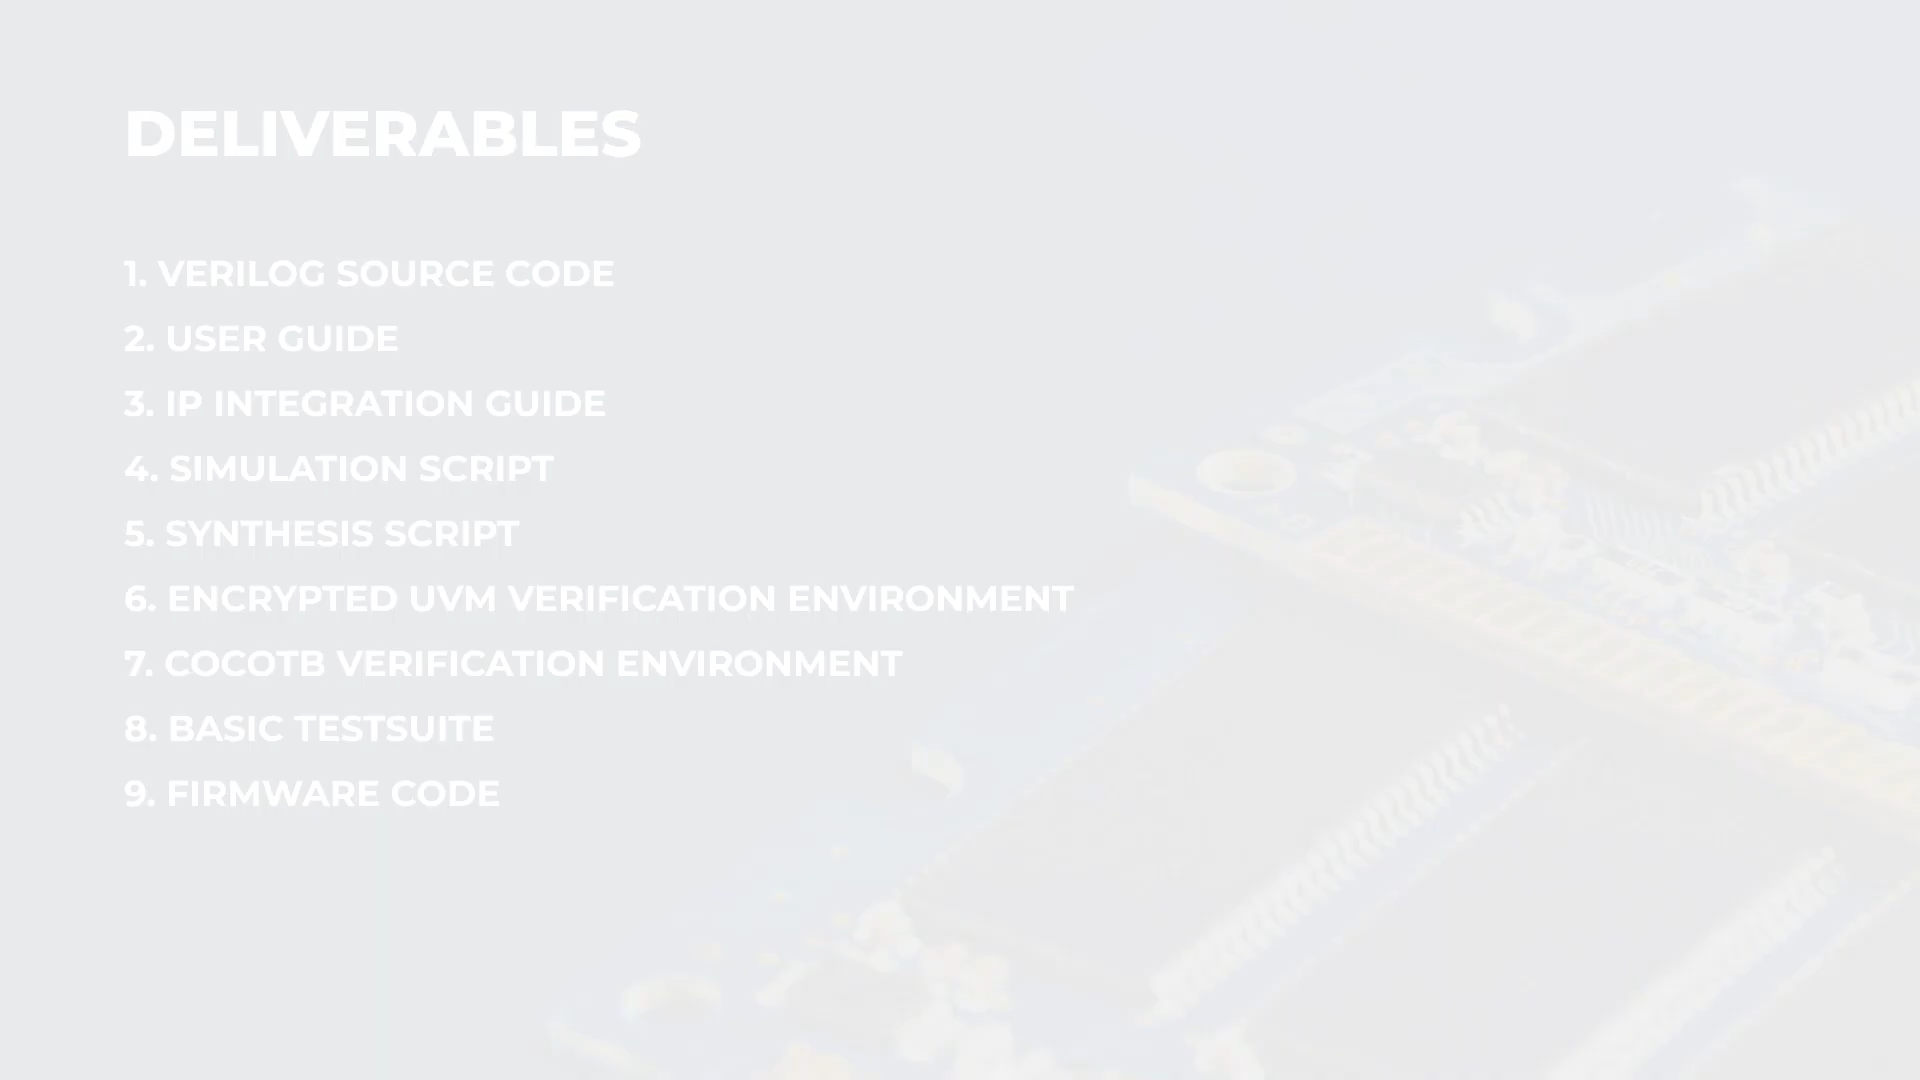 DELIVERABLES
1. VERILOG SOURCE CODE
2. USER GUIDE
3. IP INTEGRATION GUIDE
4. SIMULATION SCRIPT
5. SYNTHESIS SCRIPT
6. ENCRYPTED UVM VERIFICATION ENVIRONMENT
7. COCOTB VERIFICATION ENVIRONMENT
8. BASIC TESTSUITE
9. FIRMWARE CODE